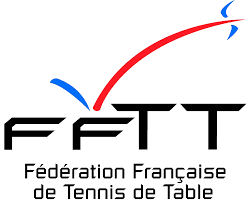 FFTT
Fédération Française
de Tennis de Table